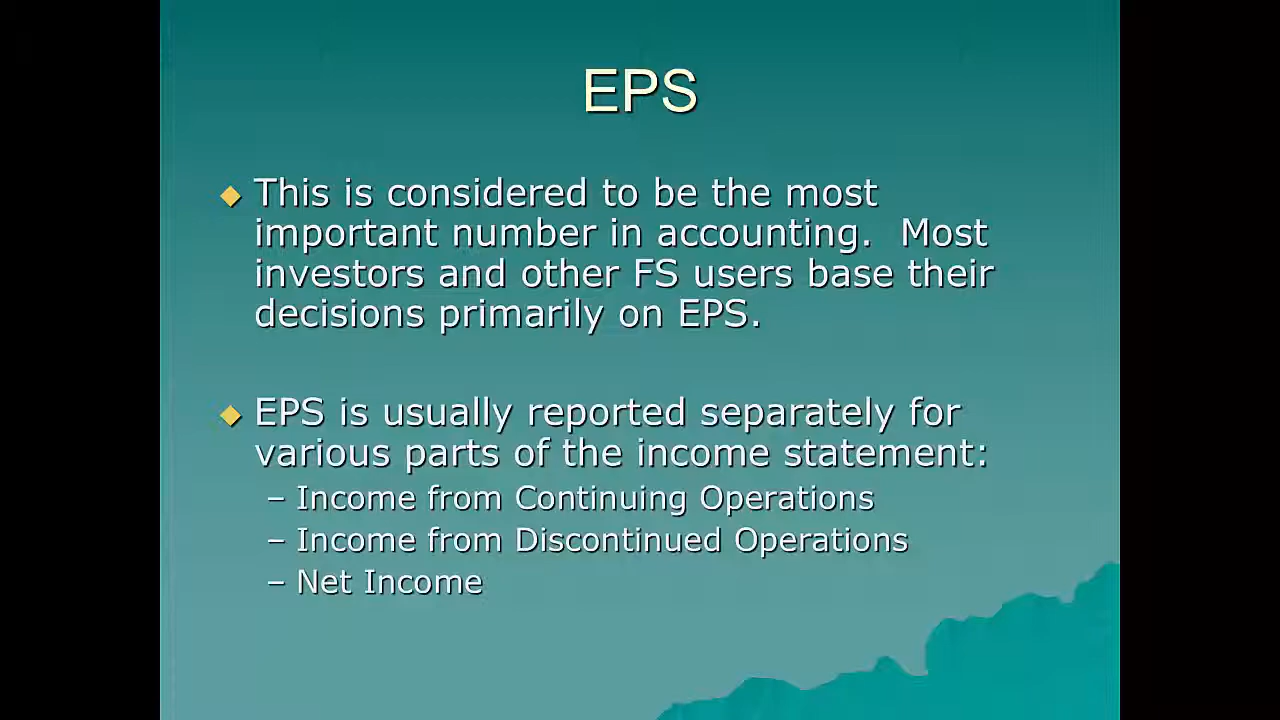 EPS
This is considered to be the most
important number in accounting.  Most
investors and other FS users base their
decisions primarily on EPS.
EPS is usually reported separately for
various parts of the income statement:
– Income from Continuing Operations
– Income from Discontinued Operations
– Net Income